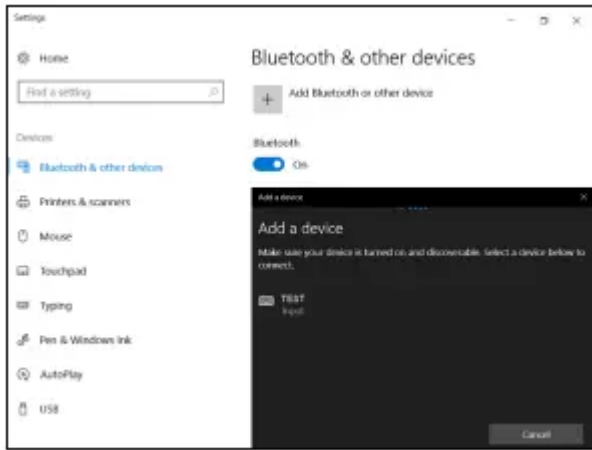 Settings
Home
Bluetooth & other devices
Find a setting
Add Bluetooth or other device
Devices
Bluetooth
Bluetooth & other devices
On
Printers & scanners
Add a device
Mouse
Add a device
Make sure your device is turned on and discoverable. Select a device below to
connect.
Touchpad
TEST
Input
Typing
Pen & Windows Ink
AutoPlay
USB
Cancel